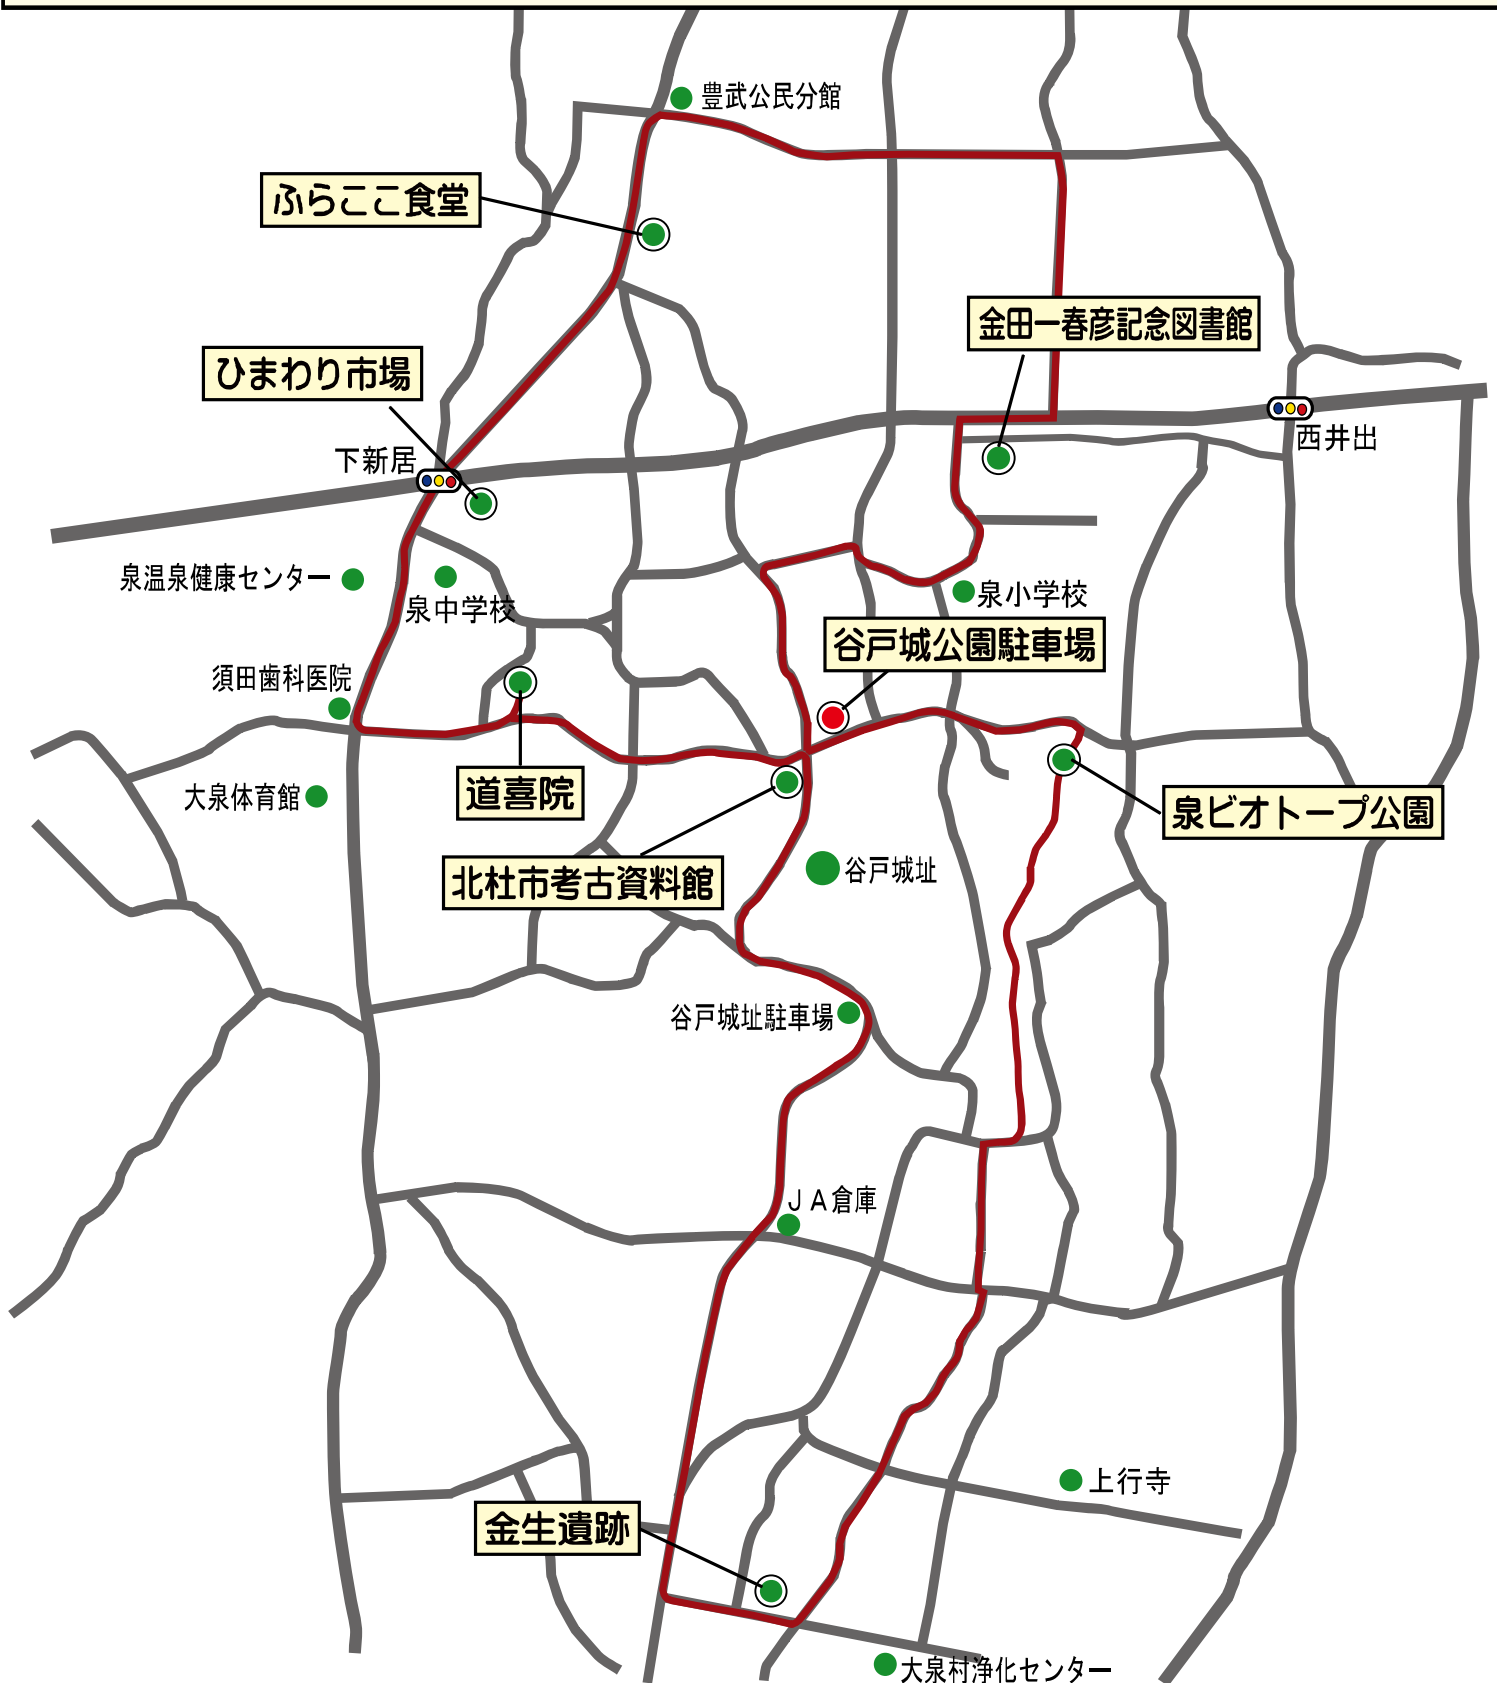 豊武公民分館
ふらここ食堂
金田一春彦記念図書館
ひまわり市場
西井出
下新居
泉温泉健康センター
泉中学校
泉小学校
谷戸城公園駐車場
須田歯科医院
道喜院
大泉体育館
泉ビオトープ公園
北杜市考古資料館
谷戸城址
谷戸城址駐車場
JA倉庫
上行寺
金生遺跡
大泉村浄化センター